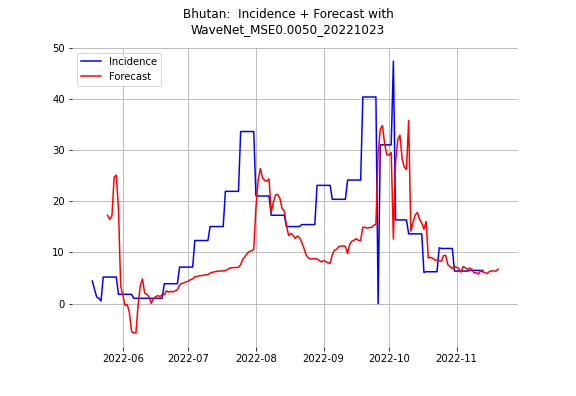 Bhutan:  Incidence + Forecast with
WaveNet_MSE0.0050_20221023
50
40
30
20
10
0
Incidence
Forecast
2022-06 2022-07 2022-08 2022-09 2022-10 2022-11